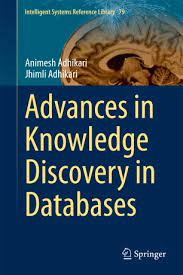 Intelligent Systems Reference Library 79
Animesh Adhikari
Jhimli Adhikari
Advances in
Knowledge
Discovery in
Databases
Springer